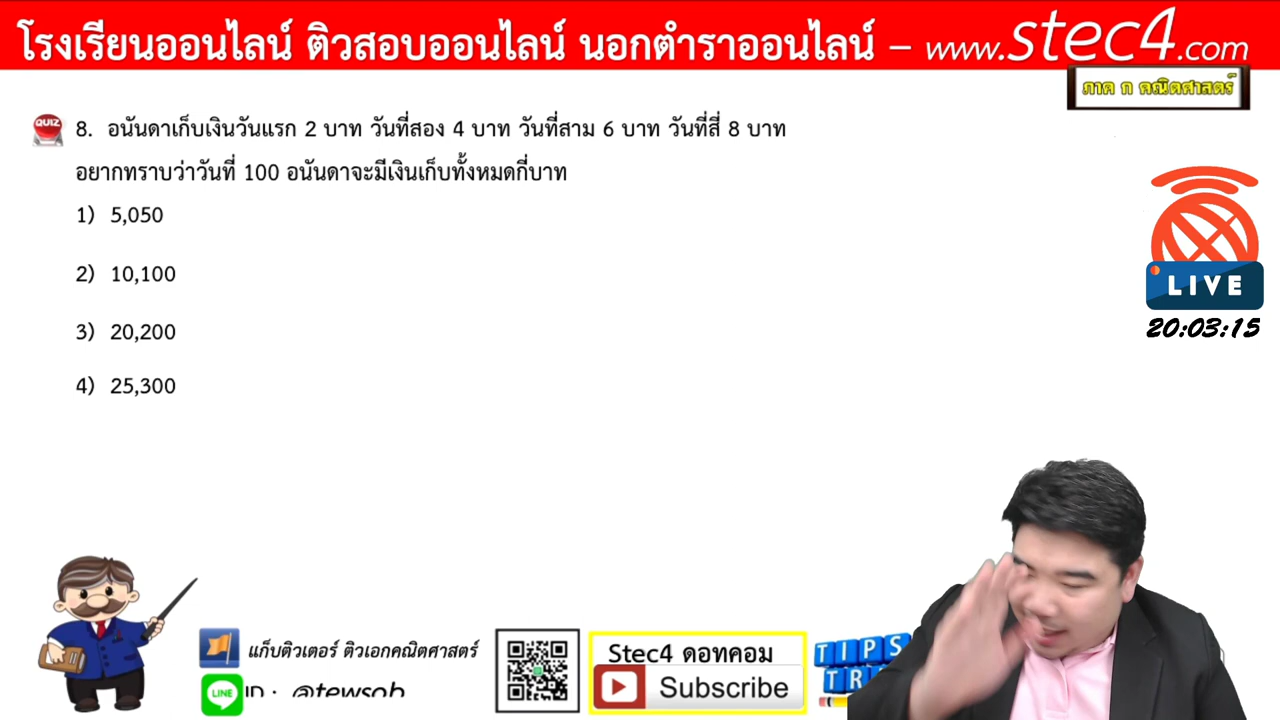 โรงเรียนออนไลน์ ติวสอบออนไลน์ นอกตำราออนไลน์ – www.stec4.com
ภาค ก คณิตศาสตร์
QUIZ
8. อนันดาเก็บเงินวันแรก 2 บาท วันที่สอง 4 บาท วันที่สาม 6 บาท วันที่สี่ 8 บาท
อยากทราบว่าวันที่ 100 อนันดาจะมีเงินเก็บทั้งหมดกี่บาท
1) 5,050
2) 10,100
3) 20,200
4) 25,300
LIVE
20:03:15
แก็บติวเตอร์ ติวเอกคณิตศาสตร์
LINE ID : @tewsob
Stec4 ดอทคอม
Subscribe
TIPS
TR